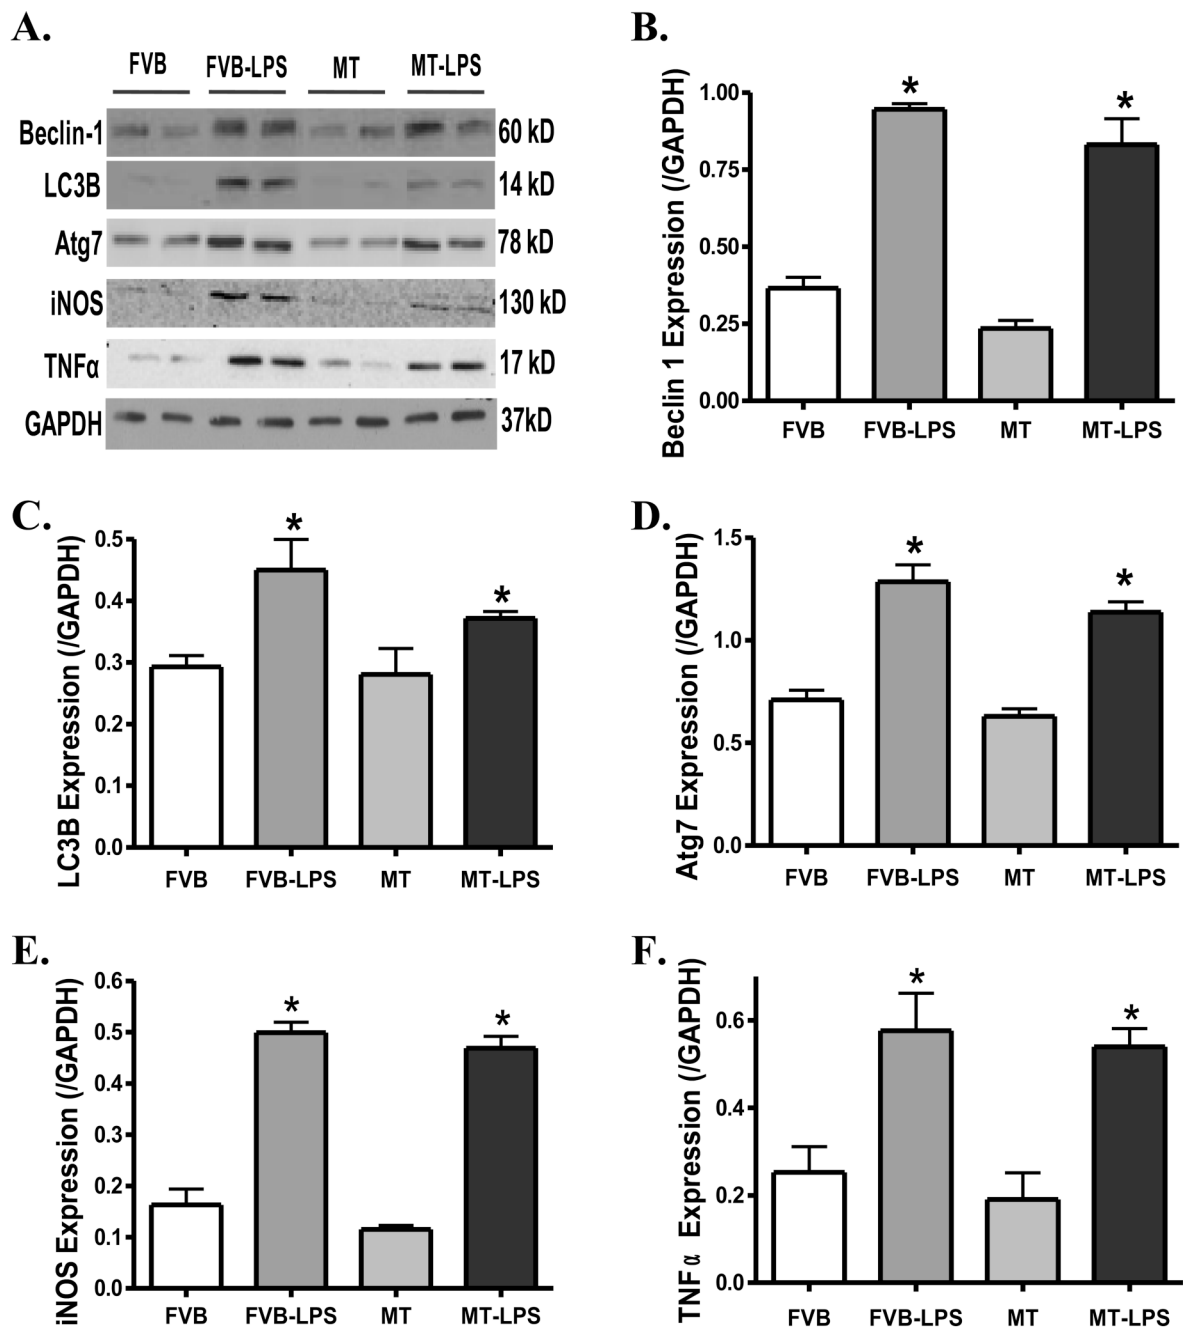 A.
FVB FVB-LPS MT MT-LPS
Beclin-1 60 kD
LC3B 14 kD
Atg7 78 kD
iNOS 130 kD
TNFα 17 kD
GAPDH 37kD
B.
Beclin 1 Expression (/GAPDH)
1.00
0.75
0.50
0.25
0.00
* *
FVB FVB-LPS MT MT-LPS
C.
LC3B Expression (/GAPDH)
0.5
0.4
0.3
0.2
0.1
0.0
* *
FVB FVB-LPS MT MT-LPS
D.
Atg7 Expression (/GAPDH)
1.5
1.0
0.5
0.0
* *
FVB FVB-LPS MT MT-LPS
E.
iNOS Expression (/GAPDH)
0.6
0.5
0.4
0.3
0.2
0.1
0.0
* *
FVB FVB-LPS MT MT-LPS
F.
TNFα Expression (/GAPDH)
0.6
0.4
0.2
0.0
* *
FVB FVB-LPS MT MT-LPS